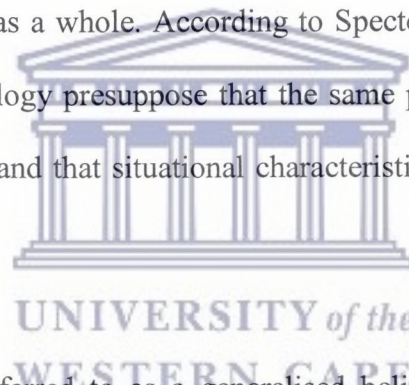 as a whole. According to Specto
logy presuppose that the same p
and that situational characteristi
UNIVERSITY of the
ferred to as a generalised beli
WESTERN CAPE